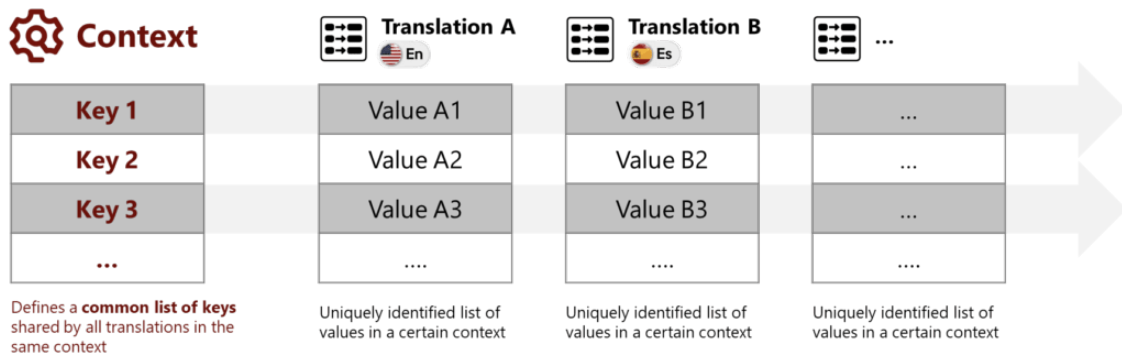 Context
Translation A
En
Translation B
Es
...
Key 1
Value A1
Value B1
...
Key 2
Value A2
Value B2
...
Key 3
Value A3
Value B3
...
...
....
....
....
Defines a common list of keys
shared by all translations in the
same context
Uniquely identified list of
values in a certain context
Uniquely identified list of
values in a certain context
Uniquely identified list of
values in a certain context